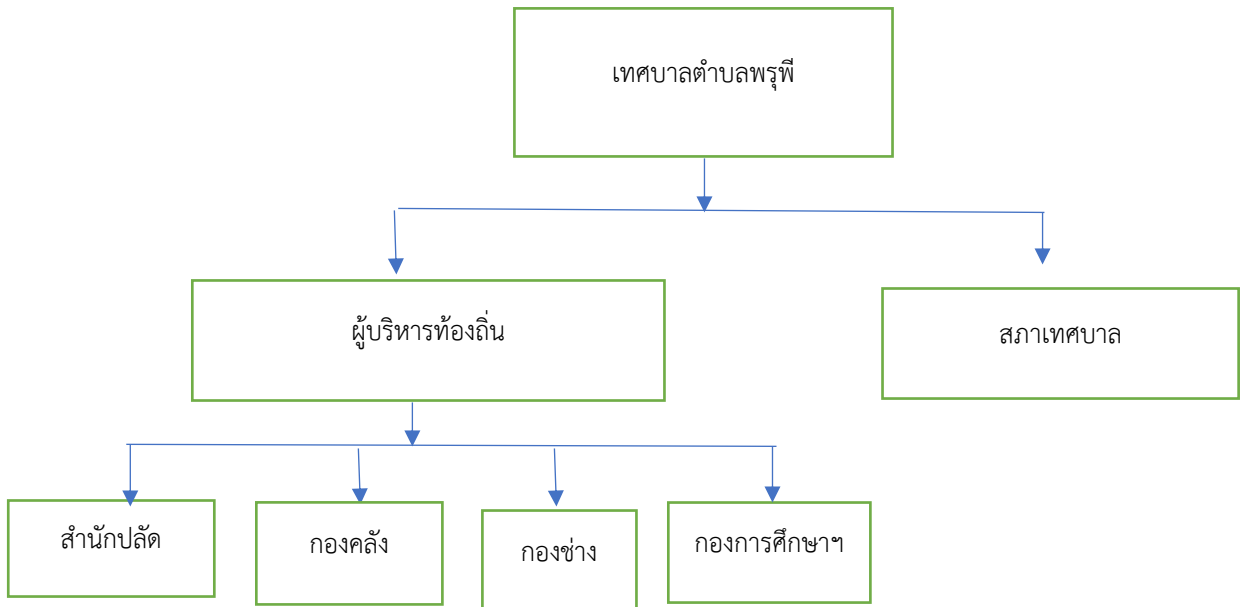 เทศบาลตำบลพรุพี
ผู้บริหารท้องถิ่น
สภาเทศบาล
สำนักปลัด
กองคลัง
กองช่าง
กองการศึกษาฯ